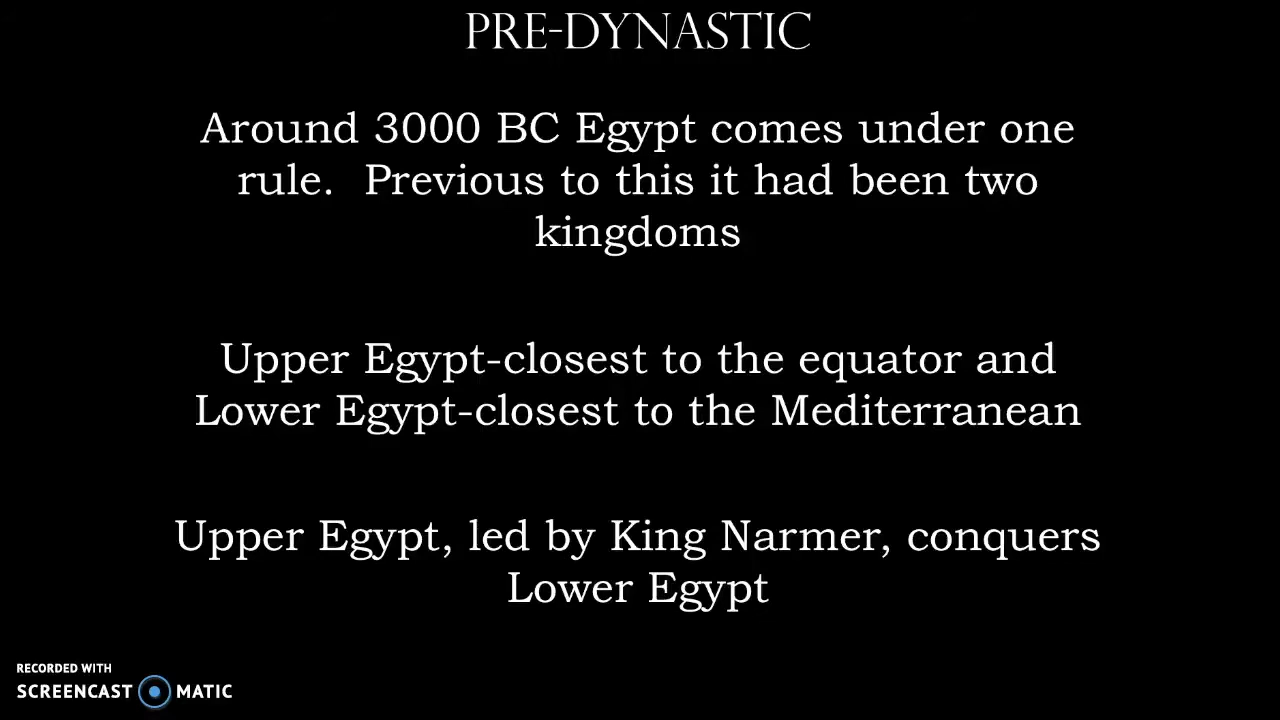 PRE-DYNASTIC
Around 3000 BC Egypt comes under one
rule.  Previous to this it had been two
kingdoms
Upper Egypt-closest to the equator and
Lower Egypt-closest to the Mediterranean
Upper Egypt, led by King Narmer, conquers
Lower Egypt
RECORDED WITH
SCREENCAST MATIC